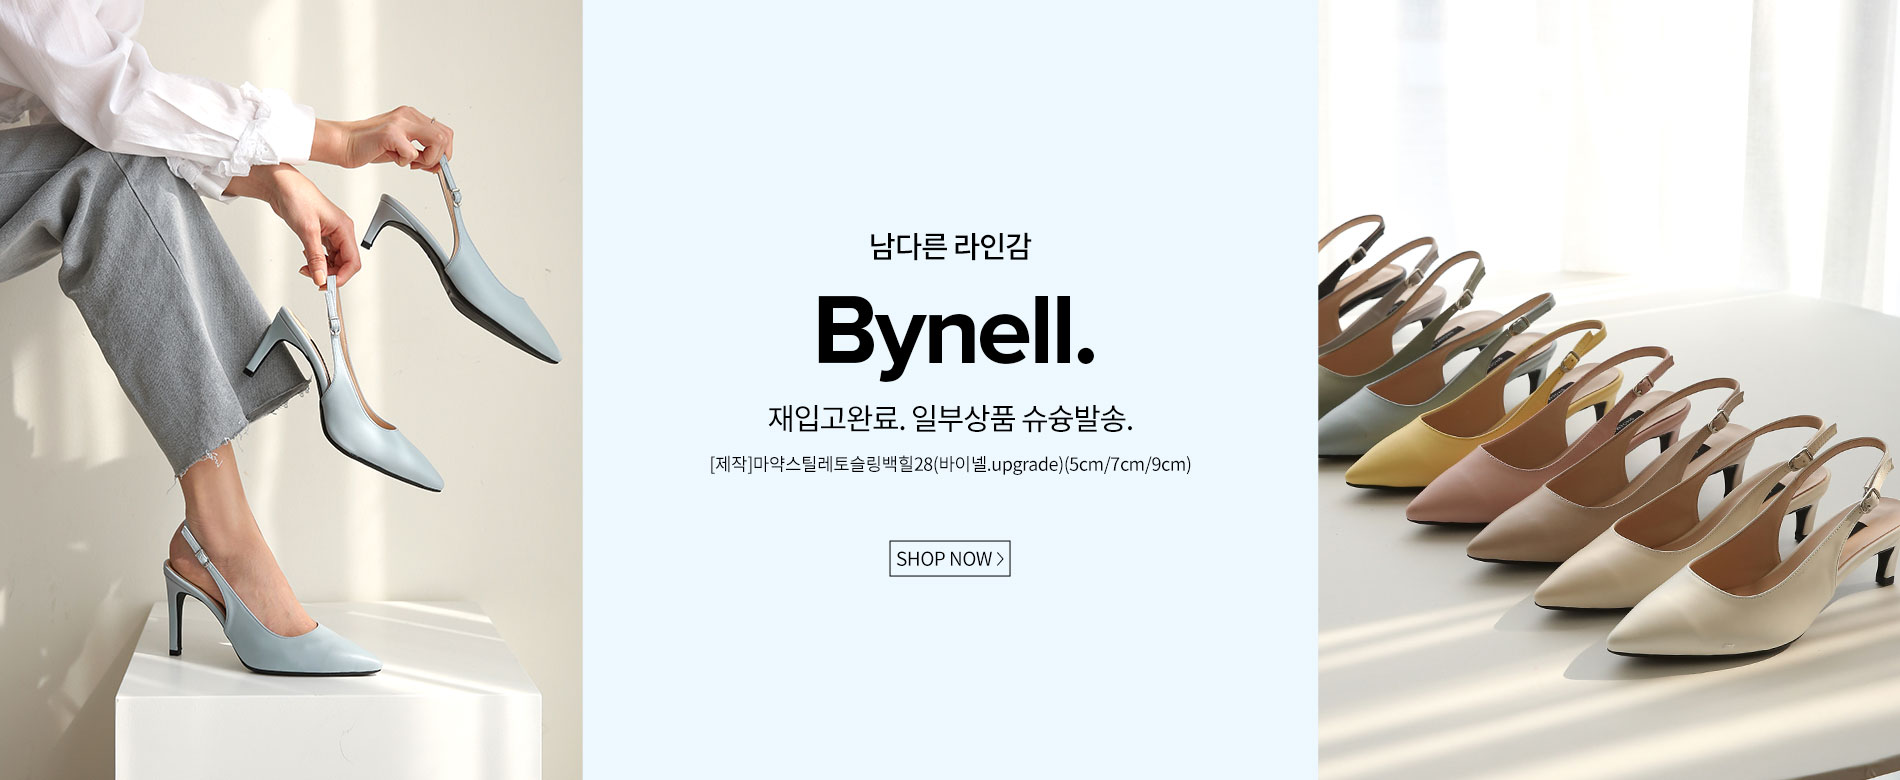 남다른 라인감
Bynell.
재입고완료. 일부상품 슈슝발송.
[제작]마약스틸레토슬링백힐28(바이넬.upgrade)(5cm/7cm/9cm)
SHOP NOW >